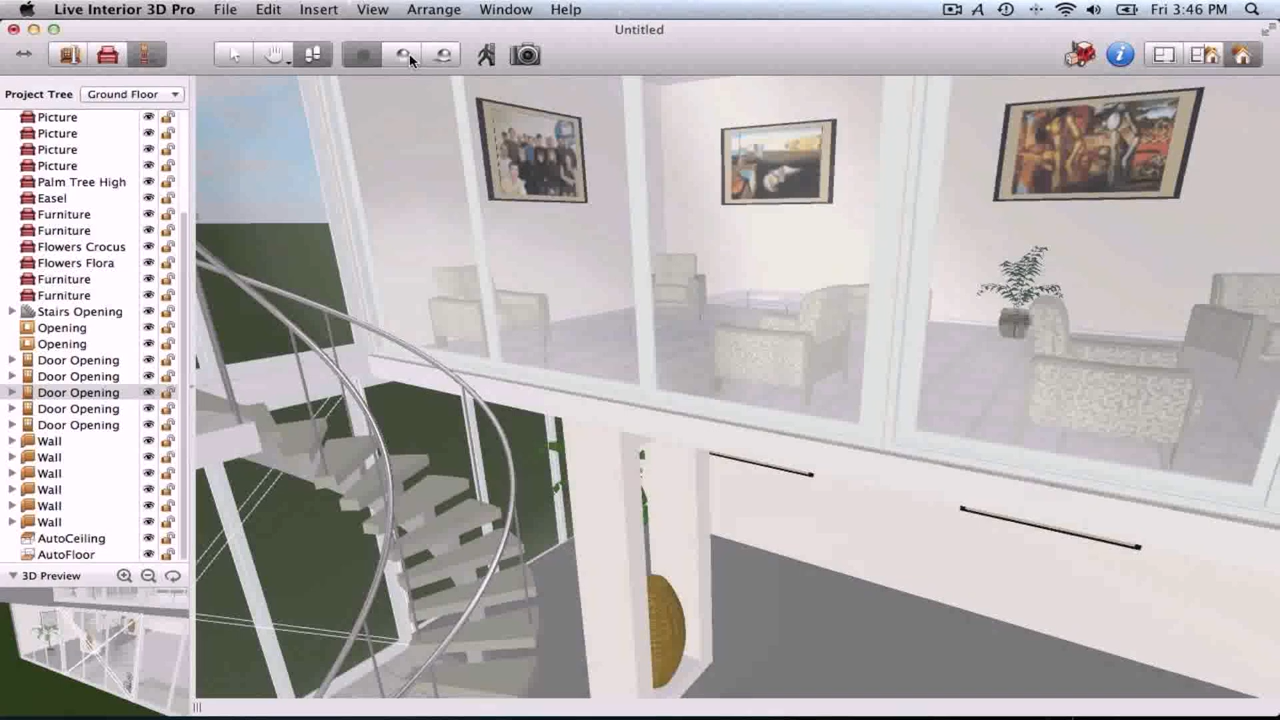 Live Interior 3D Pro File Edit Insert View Arrange Window Help Fri 3:46 PM
Untitled
Project Tree Ground Floor
Picture
Picture
Picture
Picture
Palm Tree High
Easel
Furniture
Furniture
Flowers Crocus
Flowers Flora
Furniture
Furniture
Stairs Opening
Opening
Opening
Door Opening
Door Opening
Door Opening
Door Opening
Door Opening
Wall
Wall
Wall
Wall
Wall
Wall
AutoCeiling
AutoFloor
3D Preview